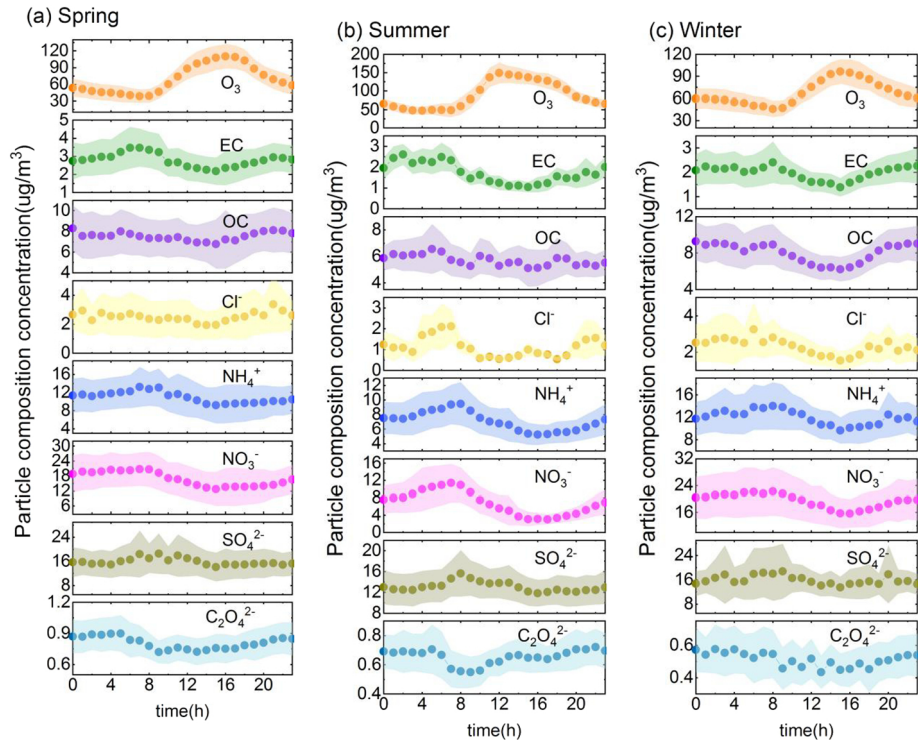 (a) Spring
Particle composition concentration(ug/m³)
120
90
60
30
O₃
5
4
3
2
1
EC
10
8
6
4
OC
4
2
0
Cl⁻
16
12
8
4
NH₄⁺
30
24
18
12
6
NO₃⁻
24
16
8
SO₄²⁻
1.2
0.9
0.6
C₂O₄²⁻
0 4 8 12 16 20
time(h)
(b) Summer
Particle composition concentration(ug/m³)
200
150
100
50
0
O₃
3
2
1
0
EC
8
6
4
OC
3
2
1
0
Cl⁻
12
10
8
6
4
NH₄⁺
16
12
8
4
0
NO₃⁻
20
16
12
8
SO₄²⁻
0.8
0.6
0.4
C₂O₄²⁻
0 4 8 12 16 20
time(h)
(c) Winter
Particle composition concentration(ug/m³)
120
90
60
30
O₃
3
2
1
0
EC
12
8
4
OC
4
2
Cl⁻
16
12
8
NH₄⁺
32
24
16
NO₃⁻
24
16
8
SO₄²⁻
0.6
0.4
C₂O₄²⁻
0 4 8 12 16 20
time(h)